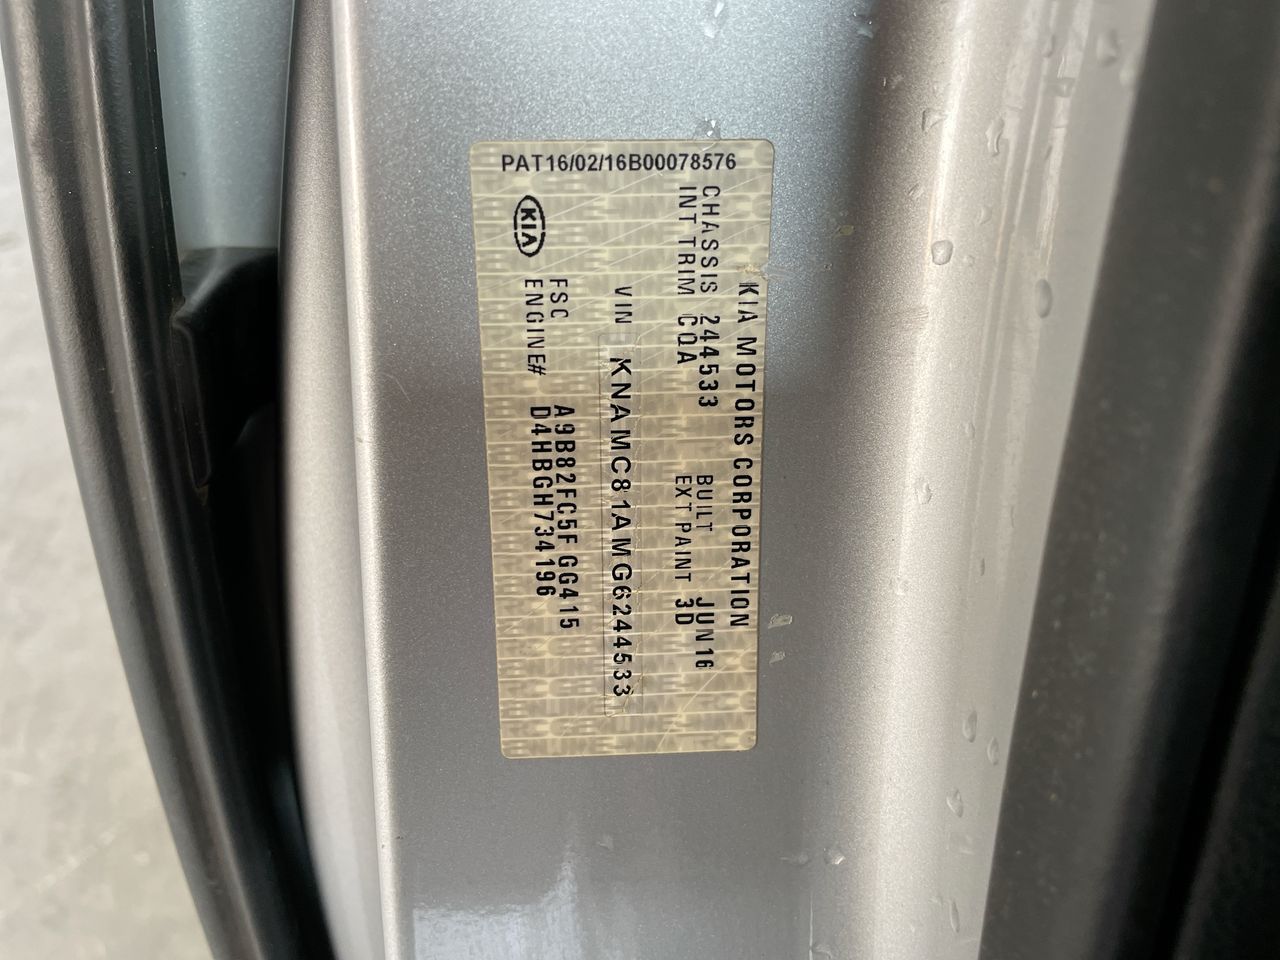 PAT16/02/16B00078576
KIA MOTORS CORPORATION
CHASSIS 244533 BUILT JUN16
INT TRIM CQA EXT PAINT 3D
VIN KNAMC81AMG6244533
FSC A9B82FC5F GG415
ENGINE# D4HBGH734196
KIA